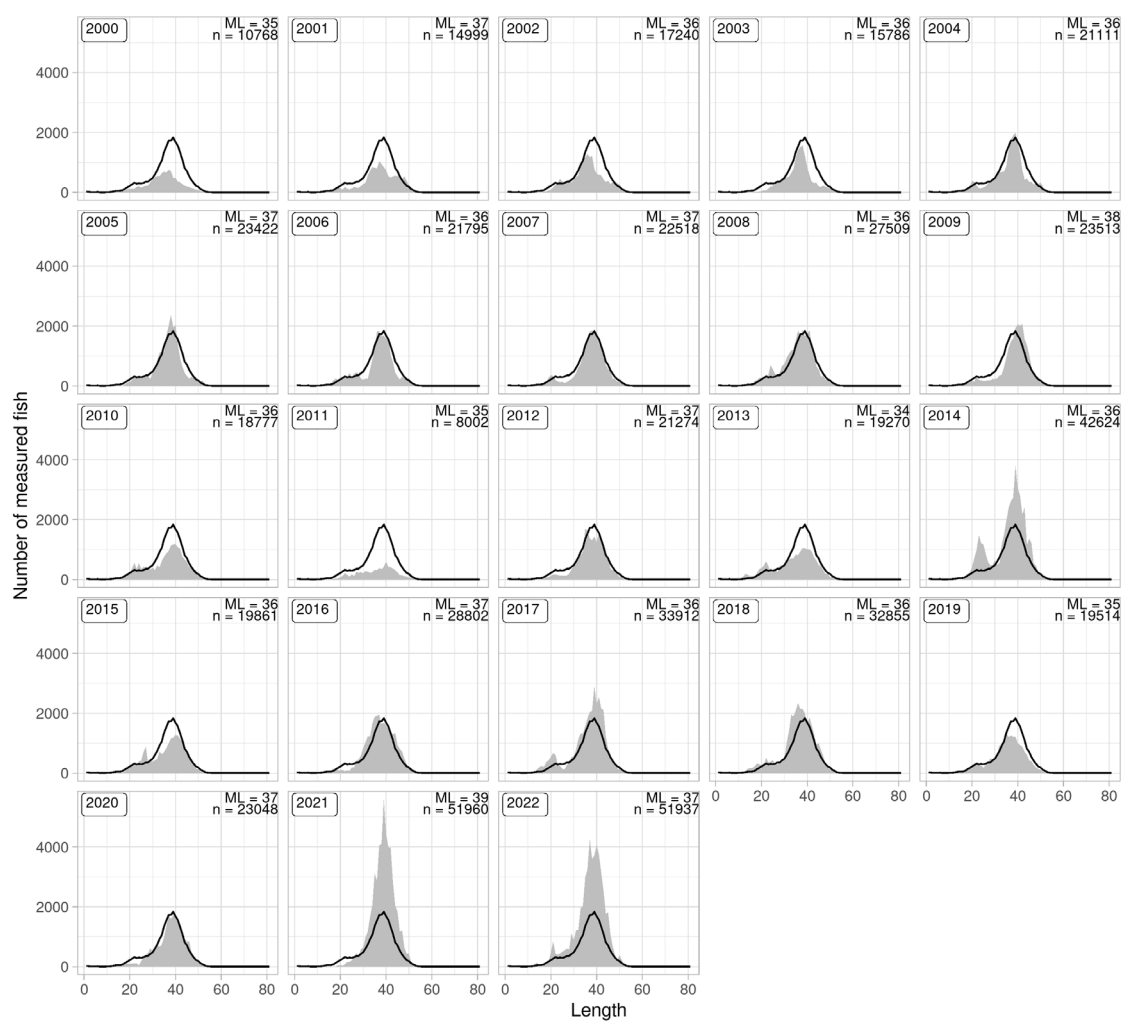 2000 ML = 35 n = 10768
2001 ML = 37 n = 14999
2002 ML = 36 n = 17240
2003 ML = 36 n = 15786
2004 ML = 36 n = 21111
4000
2000
0
2005 ML = 37 n = 23422
2006 ML = 36 n = 21795
2007 ML = 37 n = 22518
2008 ML = 36 n = 27509
2009 ML = 38 n = 23513
4000
2000
0
Number of measured fish
2010 ML = 36 n = 18777
2011 ML = 35 n = 8002
2012 ML = 37 n = 21274
2013 ML = 34 n = 19270
2014 ML = 36 n = 42624
4000
2000
0
2015 ML = 36 n = 19861
2016 ML = 37 n = 28802
2017 ML = 36 n = 33912
2018 ML = 36 n = 32855
2019 ML = 35 n = 19514
4000
2000
0
0 20 40 60 80
0 20 40 60 80
2020 ML = 37 n = 23048
2021 ML = 39 n = 51960
2022 ML = 37 n = 51937
4000
2000
0
0 20 40 60 80
0 20 40 60 80
0 20 40 60 80
Length